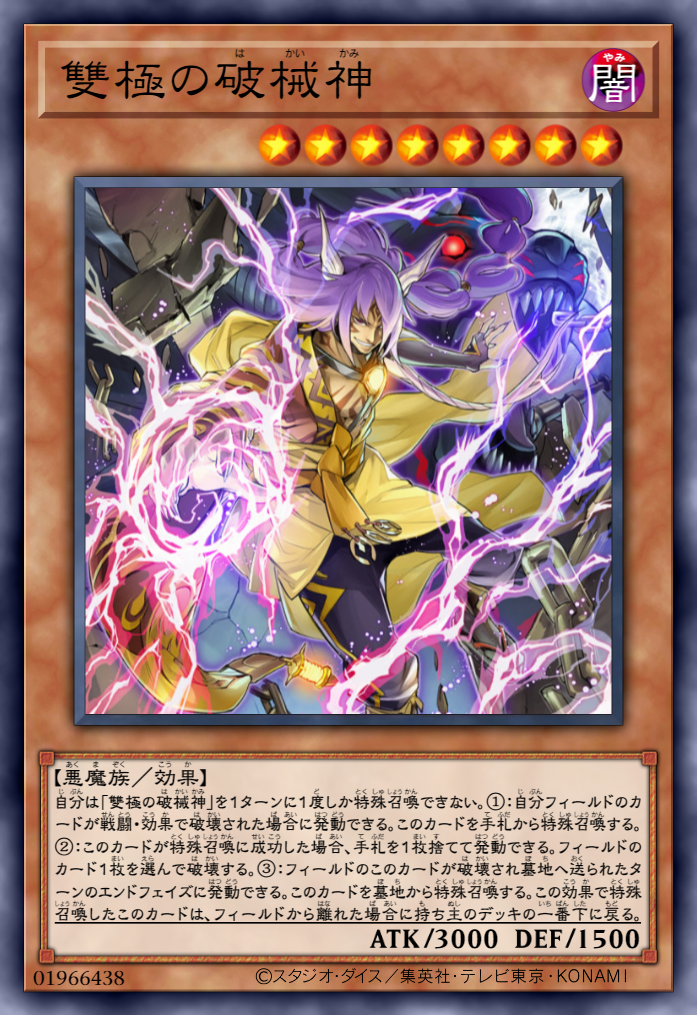 雙極の破械神
闇
【悪魔族／効果】
自分は「雙極の破械神」を1ターンに1度しか特殊召喚できない。①：自分フィールドのカ
ードが戦闘・効果で破壊された場合に発動できる。このカードを手札から特殊召喚する。
②：このカードが特殊召喚に成功した場合、手札を1枚捨てて発動できる。フィールドの
カード1枚を選んで破壊する。③：フィールドのこのカードが破壊され墓地へ送られたタ
ーンのエンドフェイズに発動できる。このカードを墓地から特殊召喚する。この効果で特殊
召喚したこのカードは、フィールドから離れた場合に持ち主のデッキの一番下に戻る。
ATK/3000 DEF/1500
01966438 ©スタジオ・ダイス／集英社・テレビ東京・KONAMI